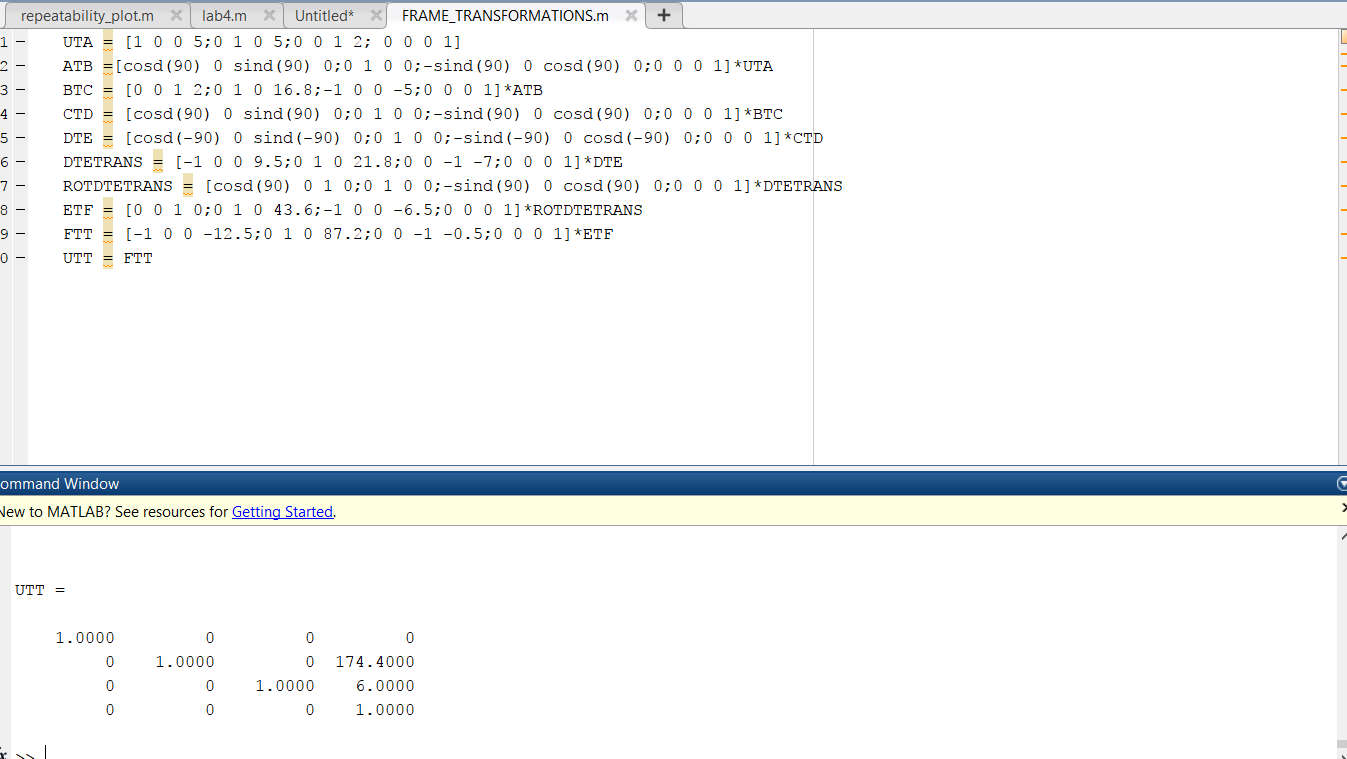 repeatability_plot.m × lab4.m × Untitled* × FRAME_TRANSFORMATIONS.m × +
1 – UTA = [1 0 0 5;0 1 0 5;0 0 1 2; 0 0 0 1]
2 – ATB =[cosd(90) 0 sind(90) 0;0 1 0 0;-sind(90) 0 cosd(90) 0;0 0 0 1]*UTA
3 – BTC = [0 0 1 2;0 1 0 16.8;-1 0 0 -5;0 0 0 1]*ATB
4 – CTD = [cosd(90) 0 sind(90) 0;0 1 0 0;-sind(90) 0 cosd(90) 0;0 0 0 1]*BTC
5 – DTE = [cosd(-90) 0 sind(-90) 0;0 1 0 0;-sind(-90) 0 cosd(-90) 0;0 0 0 1]*CTD
6 – DTETRANS = [-1 0 0 9.5;0 1 0 21.8;0 0 -1 -7;0 0 0 1]*DTE
7 – ROTDTETRANS = [cosd(90) 0 1 0;0 1 0 0;-sind(90) 0 cosd(90) 0;0 0 0 1]*DTETRANS
8 – ETF = [0 0 1 0;0 1 0 43.6;-1 0 0 -6.5;0 0 0 1]*ROTDTETRANS
9 – FTT = [-1 0 0 -12.5;0 1 0 87.2;0 0 -1 -0.5;0 0 0 1]*ETF
0 – UTT = FTT
ommand Window
New to MATLAB? See resources for Getting Started.
UTT =
1.0000 0 0 0
0 1.0000 0 174.4000
0 0 1.0000 6.0000
0 0 0 1.0000
x >>